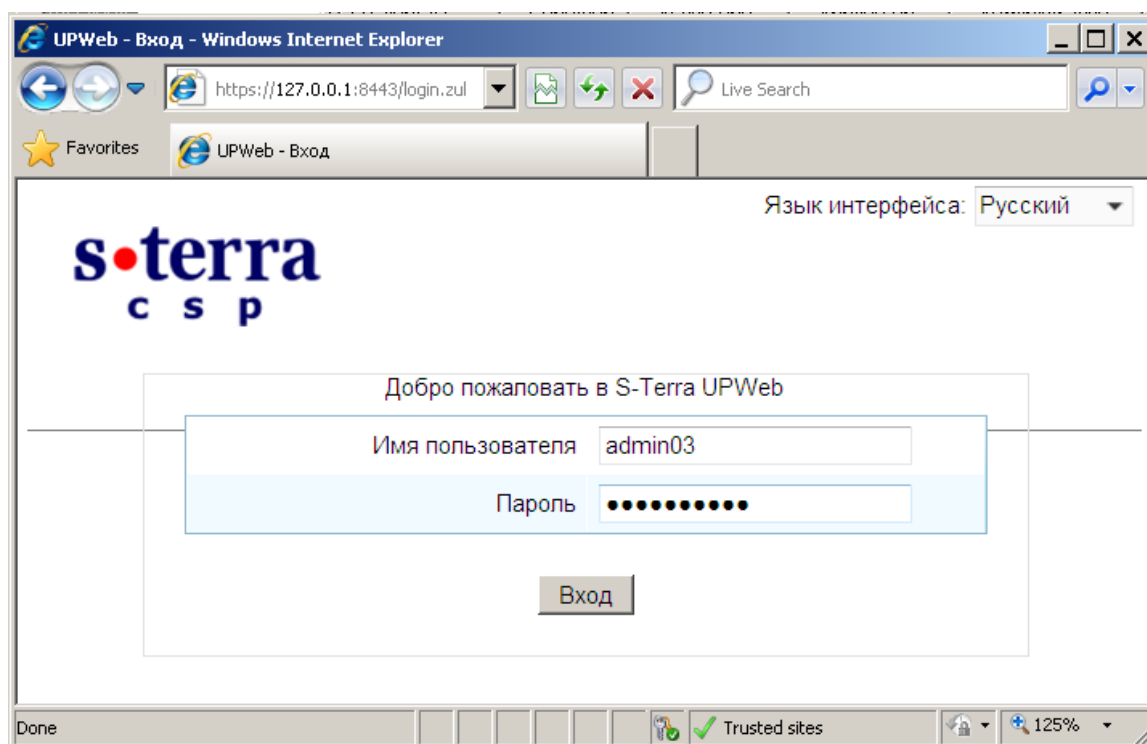 UPWeb - Вход - Windows Internet Explorer
https://127.0.0.1:8443/login.zul
Live Search
Favorites
UPWeb - Вход
Язык интерфейса: Русский
s•terra
csp
Добро пожаловать в S-Terra UPWeb
Имя пользователя admin03
Пароль ●●●●●●●●●●
Вход
Done
Trusted sites
125%